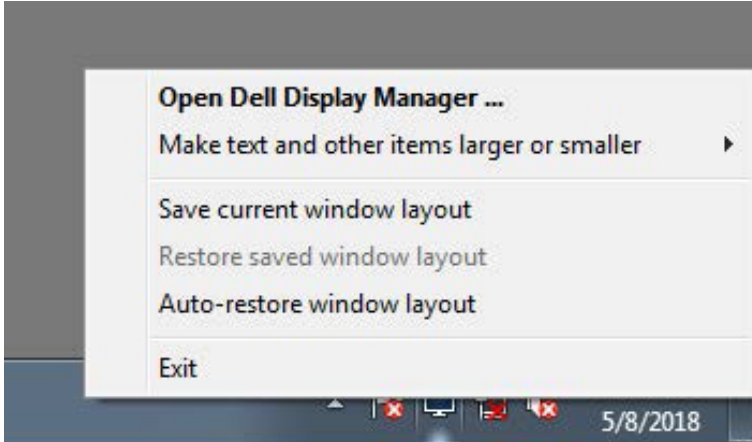 Open Dell Display Manager ...
Make text and other items larger or smaller
Save current window layout
Restore saved window layout
Auto-restore window layout
Exit
5/8/2018